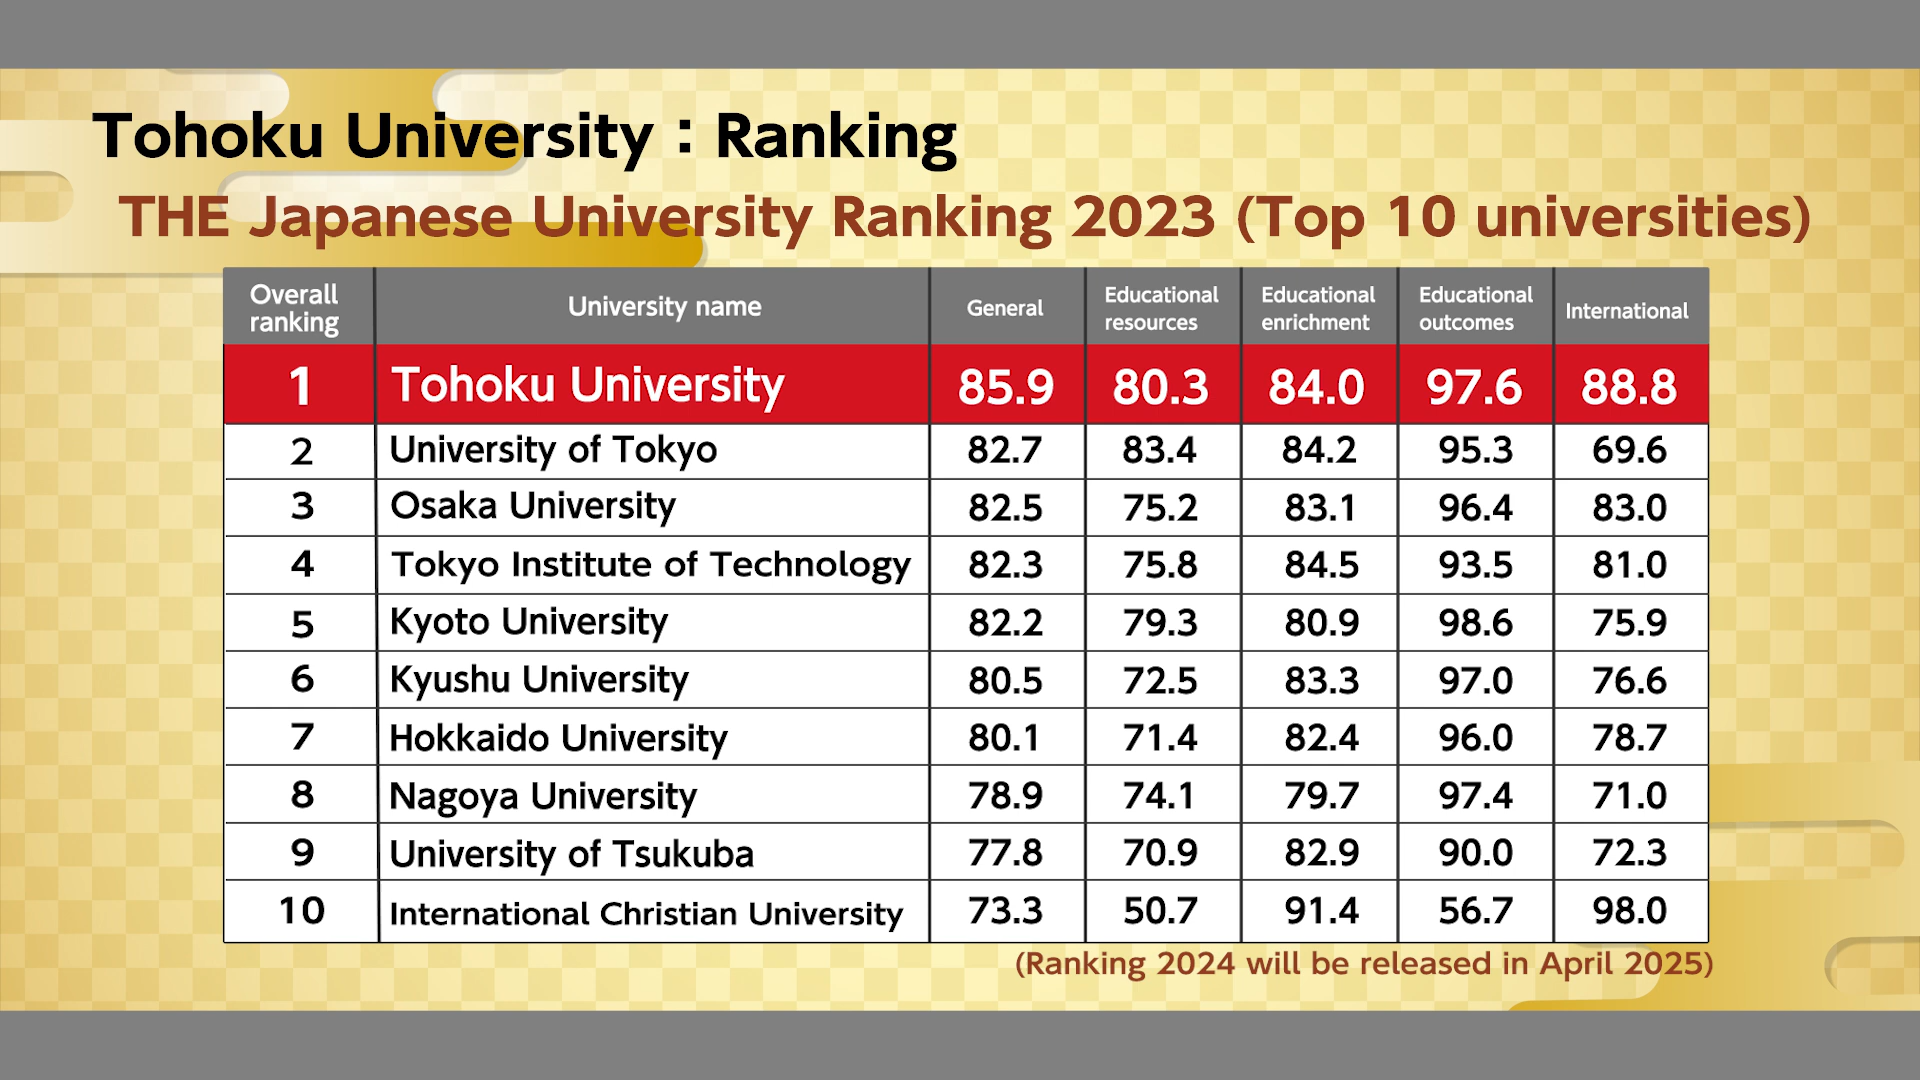 Tohoku University：Ranking
THE Japanese University Ranking 2023 (Top 10 universities)
Overall ranking University name General Educational resources Educational enrichment Educational outcomes International
1 Tohoku University 85.9 80.3 84.0 97.6 88.8
2 University of Tokyo 82.7 83.4 84.2 95.3 69.6
3 Osaka University 82.5 75.2 83.1 96.4 83.0
4 Tokyo Institute of Technology 82.3 75.8 84.5 93.5 81.0
5 Kyoto University 82.2 79.3 80.9 98.6 75.9
6 Kyushu University 80.5 72.5 83.3 97.0 76.6
7 Hokkaido University 80.1 71.4 82.4 96.0 78.7
8 Nagoya University 78.9 74.1 79.7 97.4 71.0
9 University of Tsukuba 77.8 70.9 82.9 90.0 72.3
10 International Christian University 73.3 50.7 91.4 56.7 98.0
(Ranking 2024 will be released in April 2025)